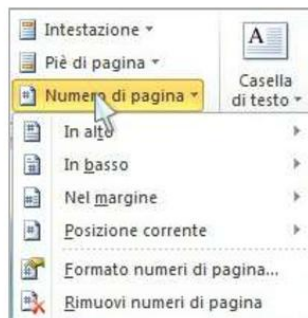 Intestazione
Piè di pagina
Numero di pagina
A
Casella
di testo
In alto
In basso
Nel margine
Posizione corrente
Formato numeri di pagina...
Rimuovi numeri di pagina